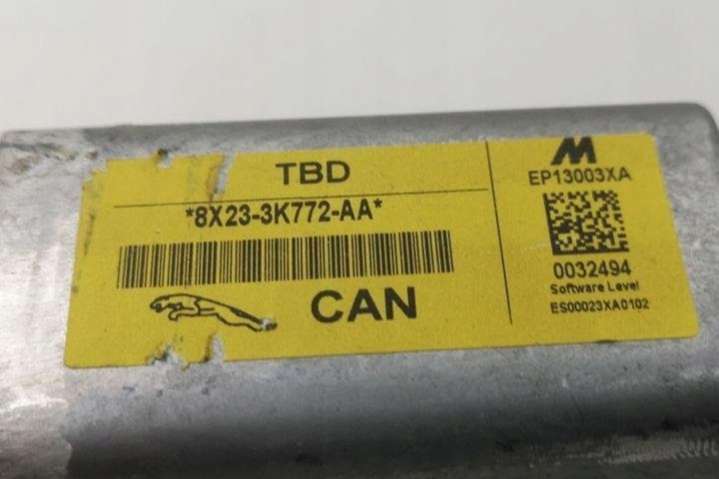 TBD
*8X23-3K772-AA*
CAN
M
EP13003XA
0032494
Software Level
ES00023XA0102